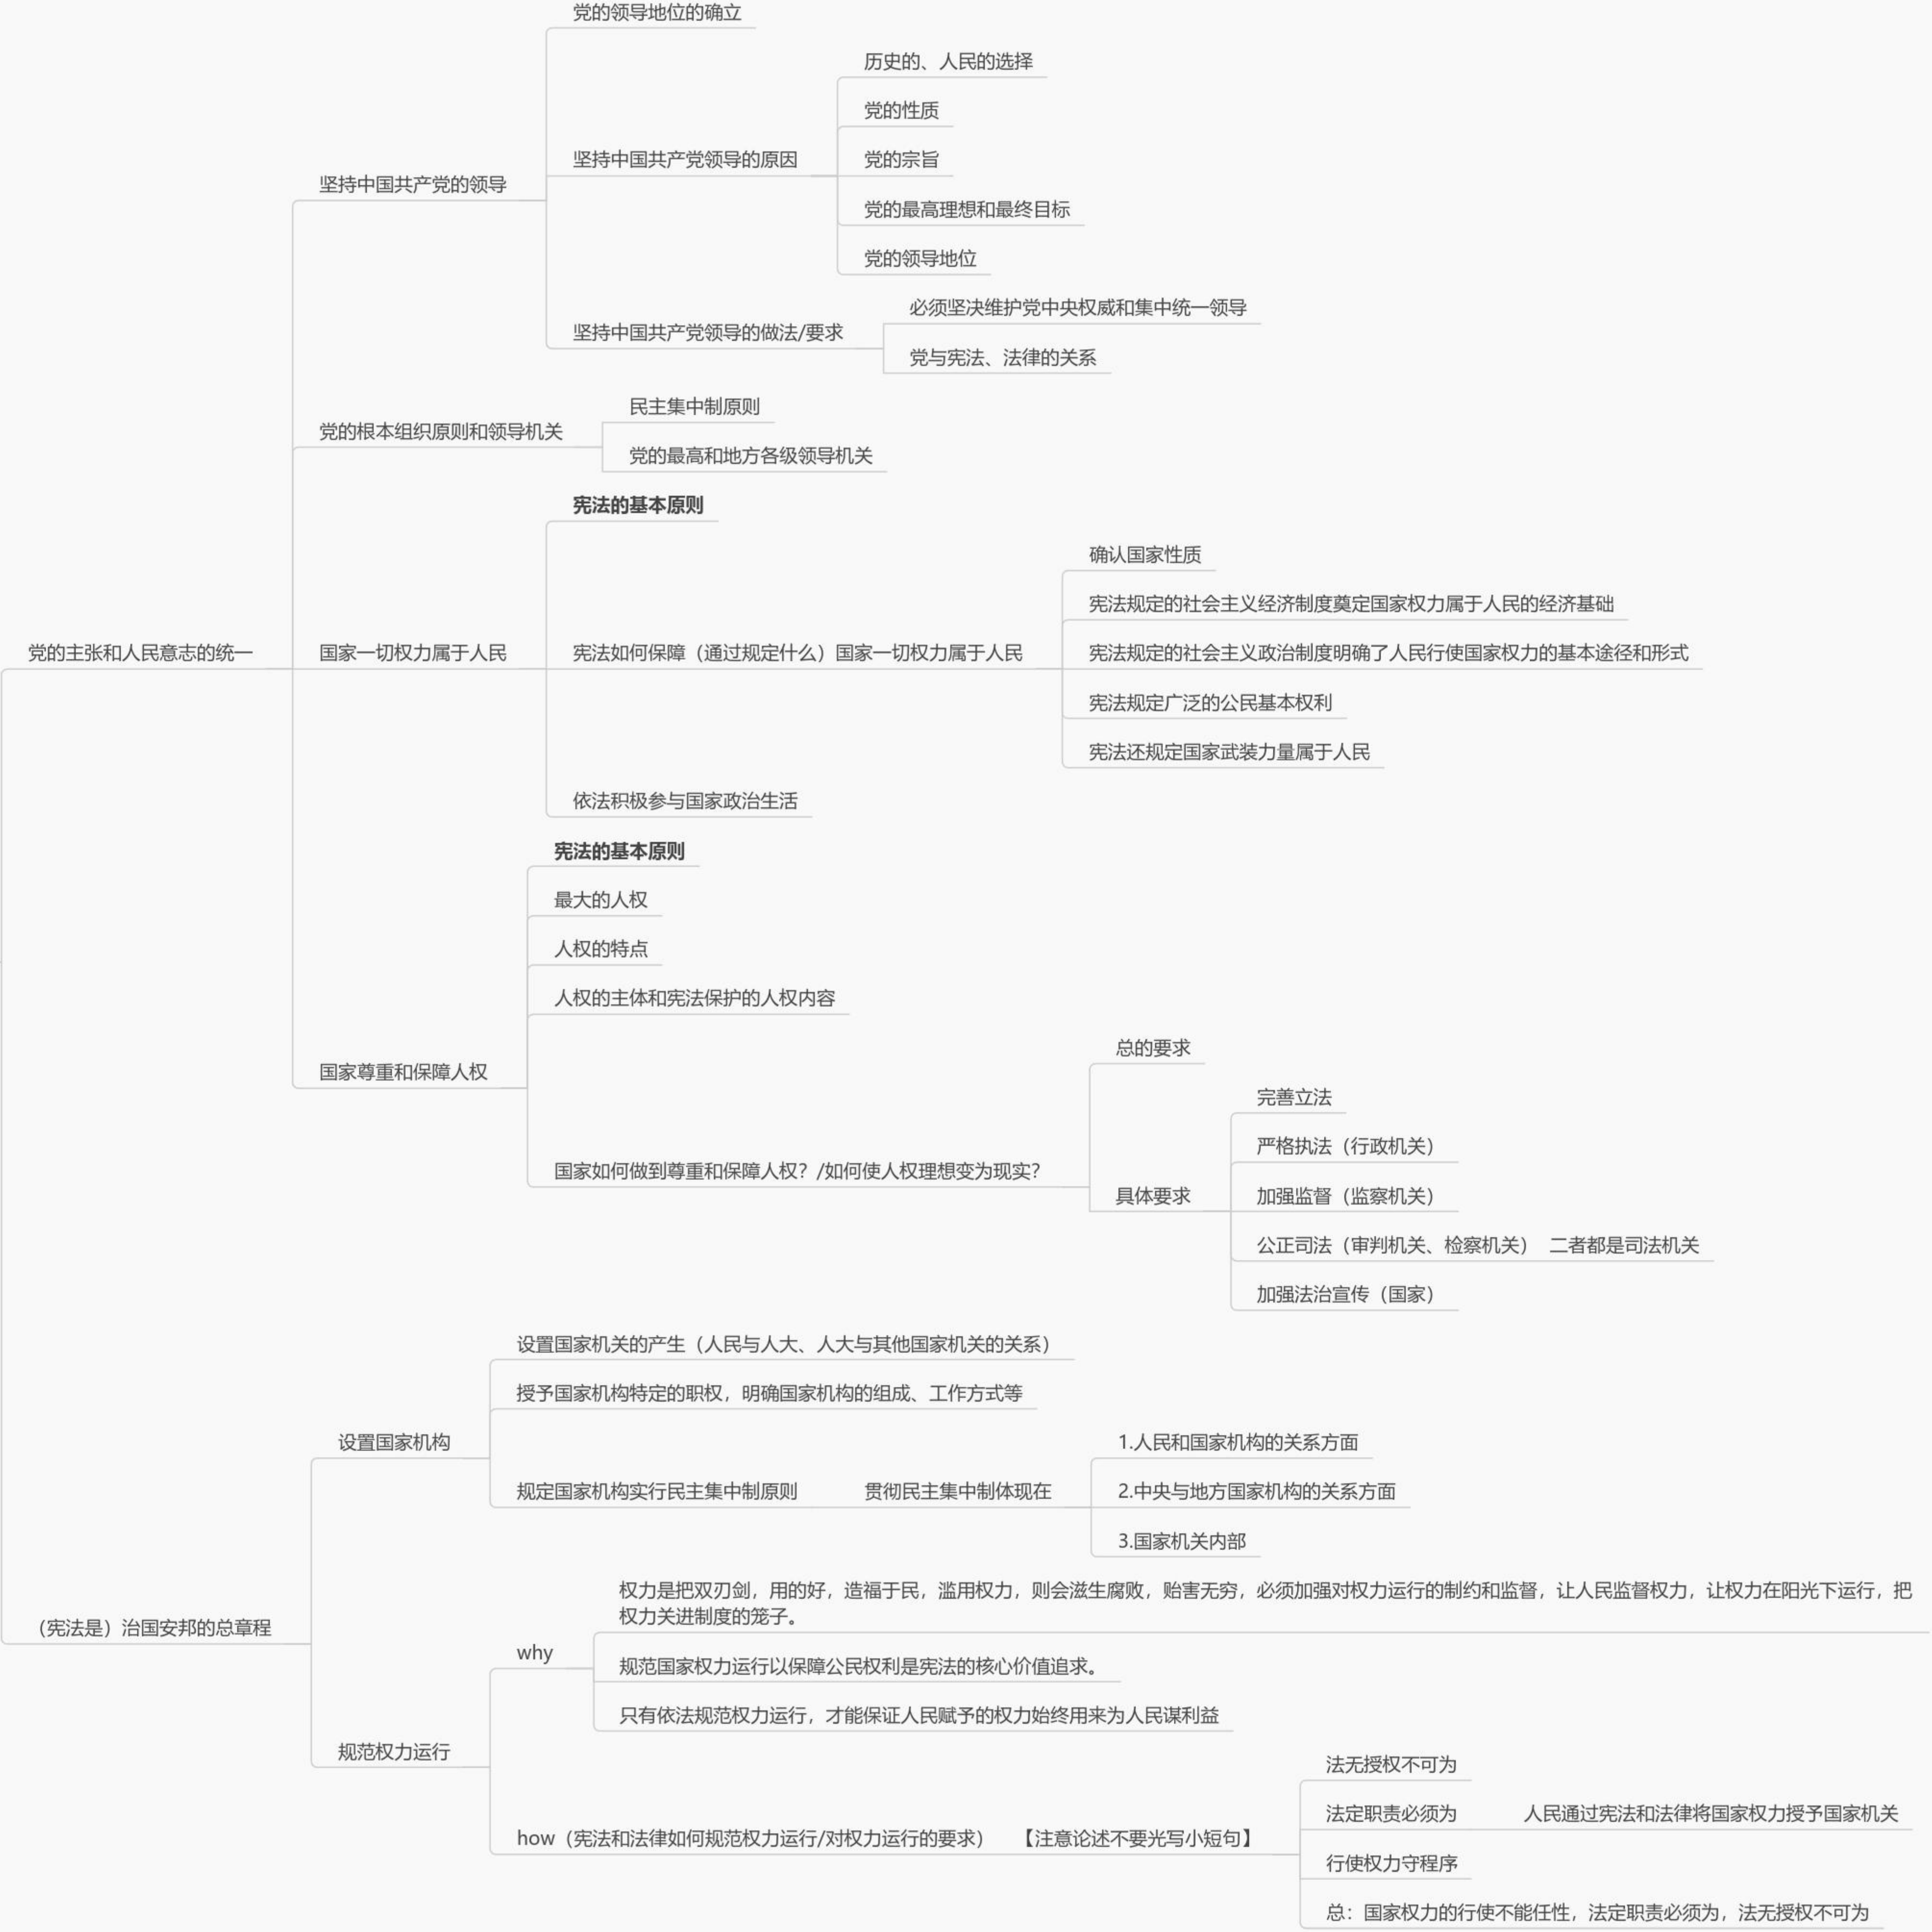 党的领导地位的确立
历史的、人民的选择
党的性质
坚持中国共产党领导的原因
党的宗旨
坚持中国共产党的领导
党的最高理想和最终目标
党的领导地位
必须坚决维护党中央权威和集中统一领导
坚持中国共产党领导的做法/要求
党与宪法、法律的关系
民主集中制原则
党的根本组织原则和领导机关
党的最高和地方各级领导机关
宪法的基本原则
确认国家性质
宪法规定的社会主义经济制度奠定国家权力属于人民的经济基础
党的主张和人民意志的统一
国家一切权力属于人民
宪法如何保障（通过规定什么）国家一切权力属于人民
宪法规定的社会主义政治制度明确了人民行使国家权力的基本途径和形式
宪法规定广泛的公民基本权利
宪法还规定国家武装力量属于人民
依法积极参与国家政治生活
宪法的基本原则
最大的人权
人权的特点
人权的主体和宪法保护的人权内容
国家尊重和保障人权
总的要求
完善立法
严格执法（行政机关）
国家如何做到尊重和保障人权？/如何使人权理想变为现实？
具体要求
加强监督（监察机关）
公正司法（审判机关、检察机关） 二者都是司法机关
加强法治宣传（国家）
设置国家机关的产生（人民与人大、人大与其他国家机关的关系）
授予国家机构特定的职权，明确国家机构的组成、工作方式等
设置国家机构
1.人民和国家机构的关系方面
规定国家机构实行民主集中制原则
贯彻民主集中制体现在
2.中央与地方国家机构的关系方面
3.国家机关内部
（宪法是）治国安邦的总章程
权力是把双刃剑，用的好，造福于民，滥用权力，则会滋生腐败，贻害无穷，必须加强对权力运行的制约和监督，让人民监督权力，让权力在阳光下运行，把
权力关进制度的笼子。
why
规范国家权力运行以保障公民权利是宪法的核心价值追求。
只有依法规范权力运行，才能保证人民赋予的权力始终用来为人民谋利益
规范权力运行
法无授权不可为
法定职责必须为
人民通过宪法和法律将国家权力授予国家机关
how（宪法和法律如何规范权力运行/对权力运行的要求） 【注意论述不要光写小短句】
行使权力守程序
总：国家权力的行使不能任性，法定职责必须为，法无授权不可为